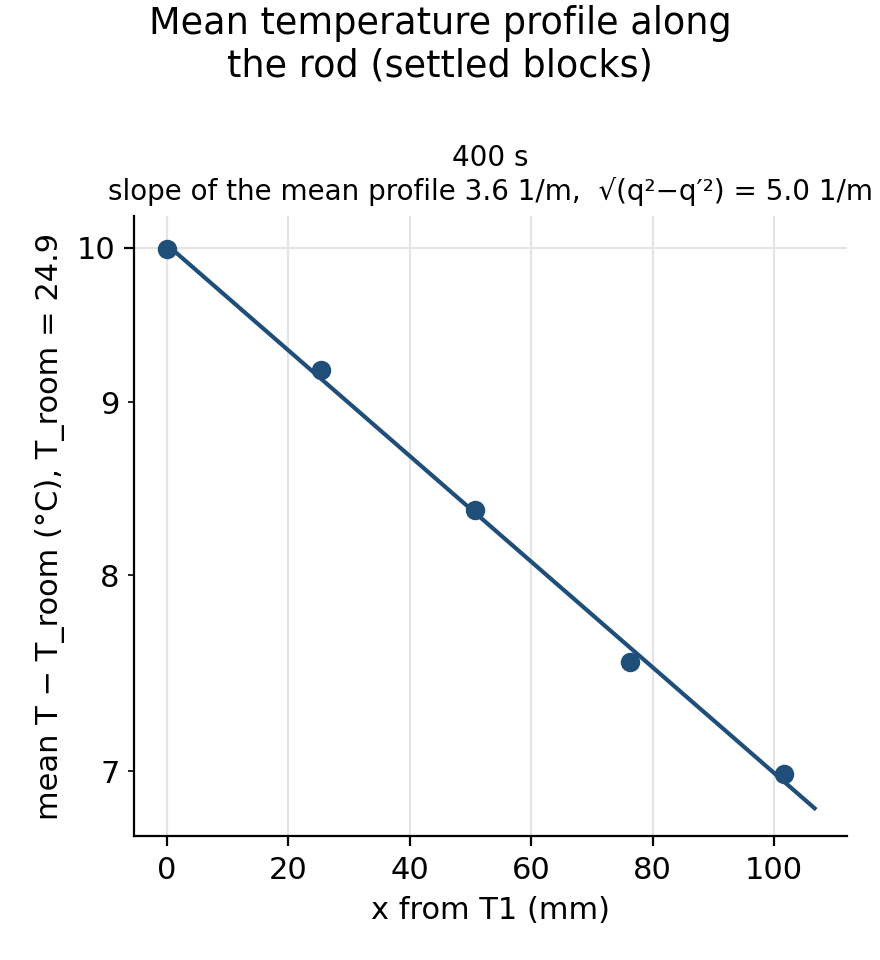 Mean temperature profile along
the rod (settled blocks)
400 s
slope of the mean profile 3.6 1/m,  √(q²−q′²) = 5.0 1/m
mean T − T_room (°C), T_room = 24.9
10
9
8
7
0 20 40 60 80 100
x from T1 (mm)